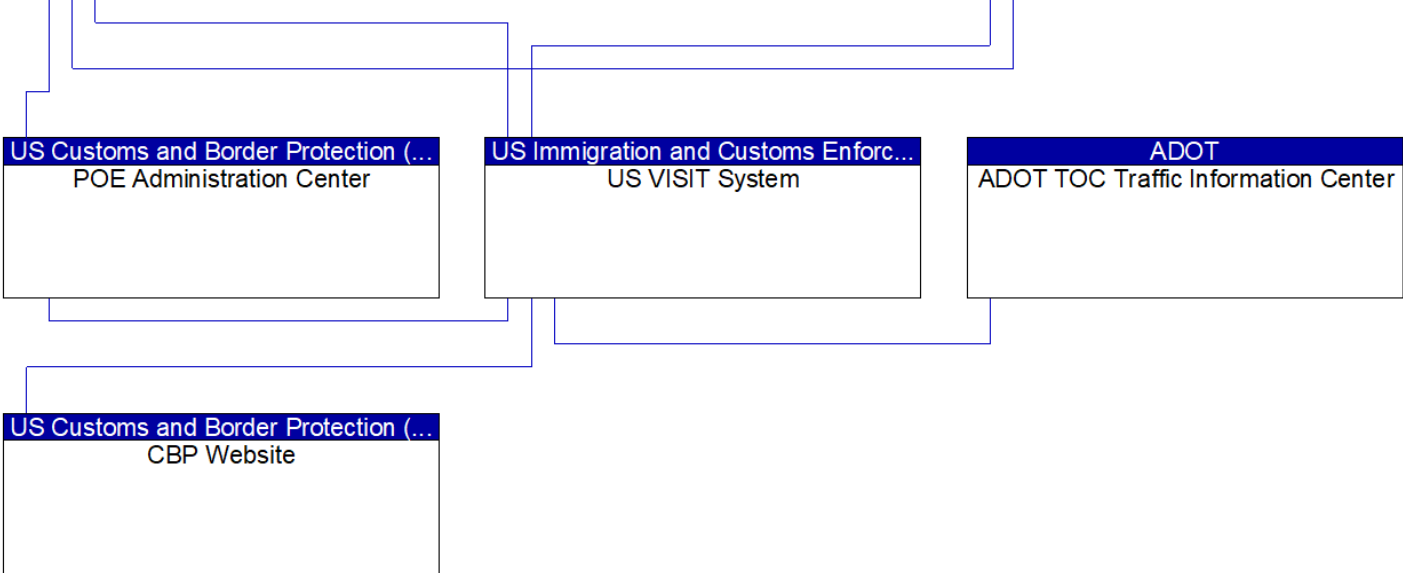 US Customs and Border Protection (...
POE Administration Center
US Immigration and Customs Enforc...
US VISIT System
ADOT
ADOT TOC Traffic Information Center
US Customs and Border Protection (...
CBP Website